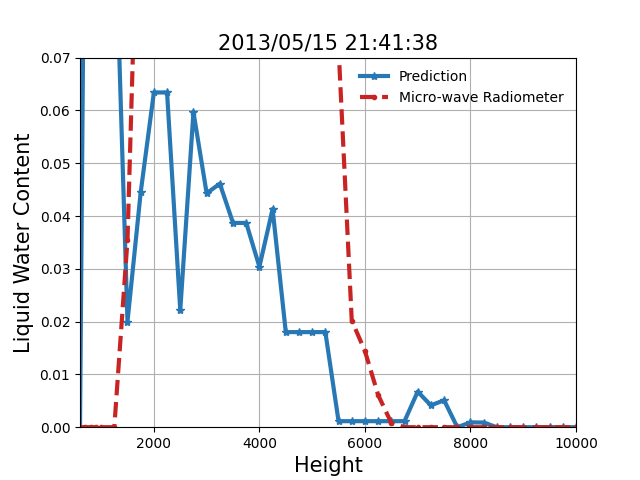 2013/05/15 21:41:38
0.07
0.06
0.05
0.04
0.03
0.02
0.01
0.00
Liquid Water Content
Prediction
Micro-wave Radiometer
2000 4000 6000 8000 10000
Height